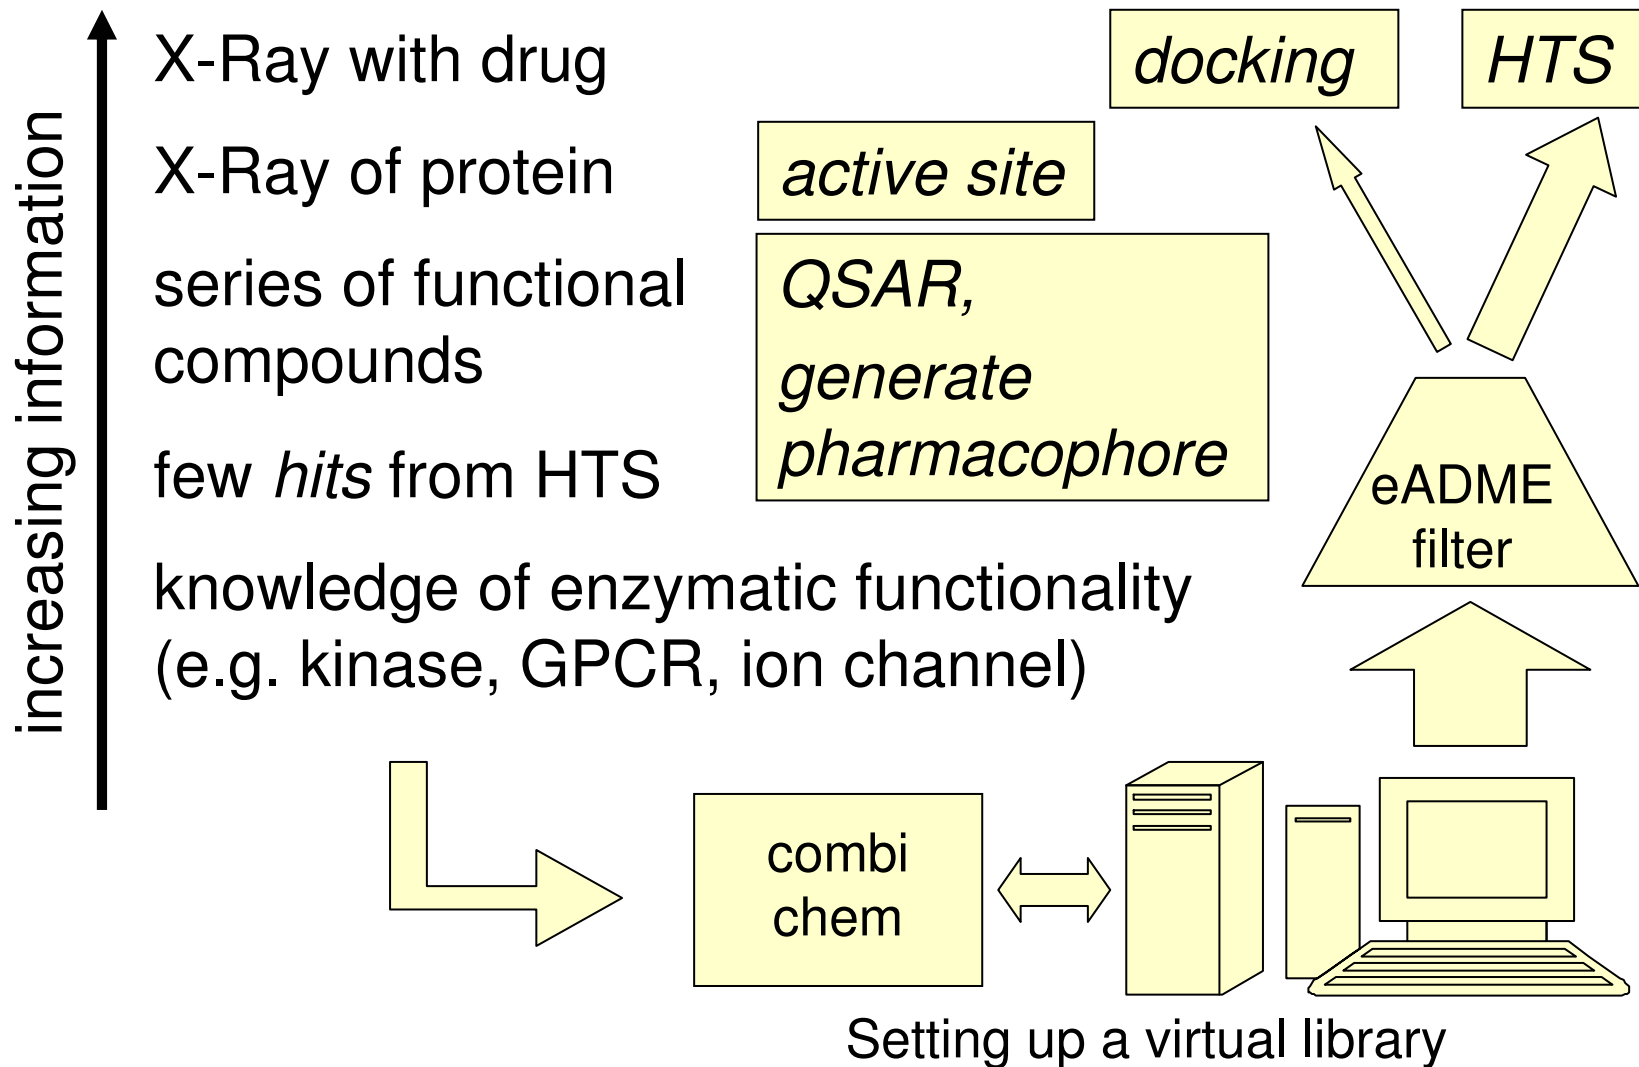 increasing information
X-Ray with drug
docking
HTS
X-Ray of protein
active site
series of functional
compounds
QSAR,
generate
pharmacophore
few hits from HTS
eADME
filter
knowledge of enzymatic functionality
(e.g. kinase, GPCR, ion channel)
combi
chem
Setting up a virtual library